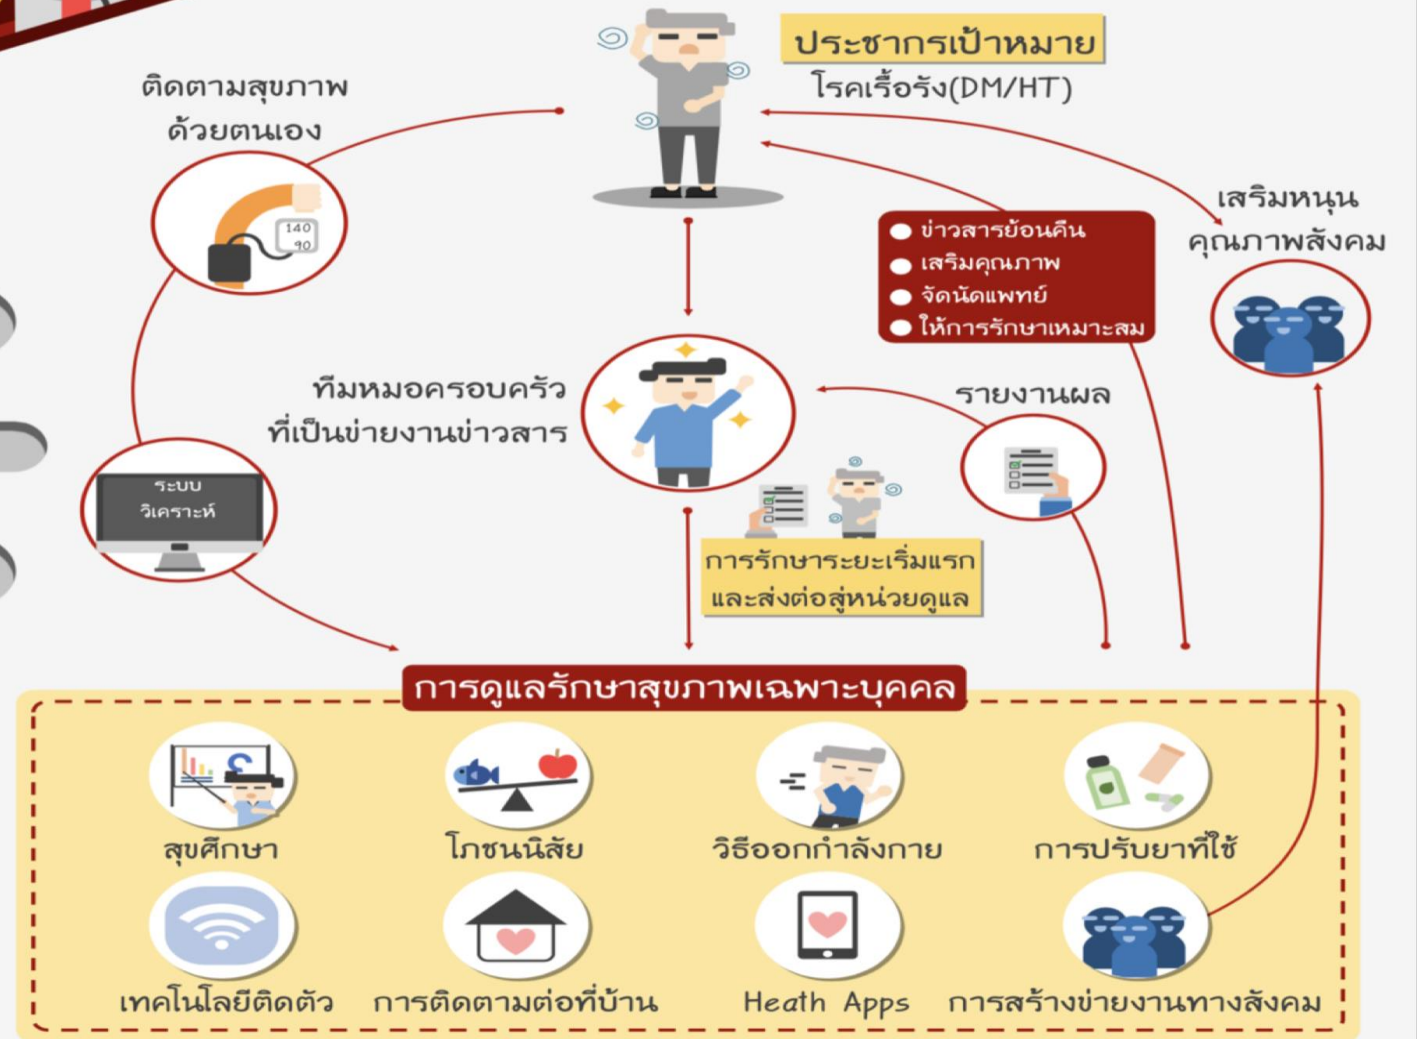 ประชากรเป้าหมาย
โรคเรื้อรัง(DM/HT)
ติดตามสุขภาพ
ด้วยตนเอง
140
90
เสริมหนุน
คุณภาพสังคม
ข่าวสารย้อนคืน
เสริมคุณภาพ
จัดนัดแพทย์
ให้การรักษาเหมาะสม
ทีมหมอครอบครัว
ที่เป็นข่ายงานข่าวสาร
รายงานผล
ระบบ
วิเคราะห์
การรักษาระยะเริ่มแรก
และส่งต่อสู่หน่วยดูแล
การดูแลรักษาสุขภาพเฉพาะบุคคล
สุขศึกษา
โภชนนิสัย
วิธีออกกำลังกาย
การปรับยาที่ใช้
เทคโนโลยีติดตัว
การติดตามต่อที่บ้าน
Heath Apps
การสร้างข่ายงานทางสังคม